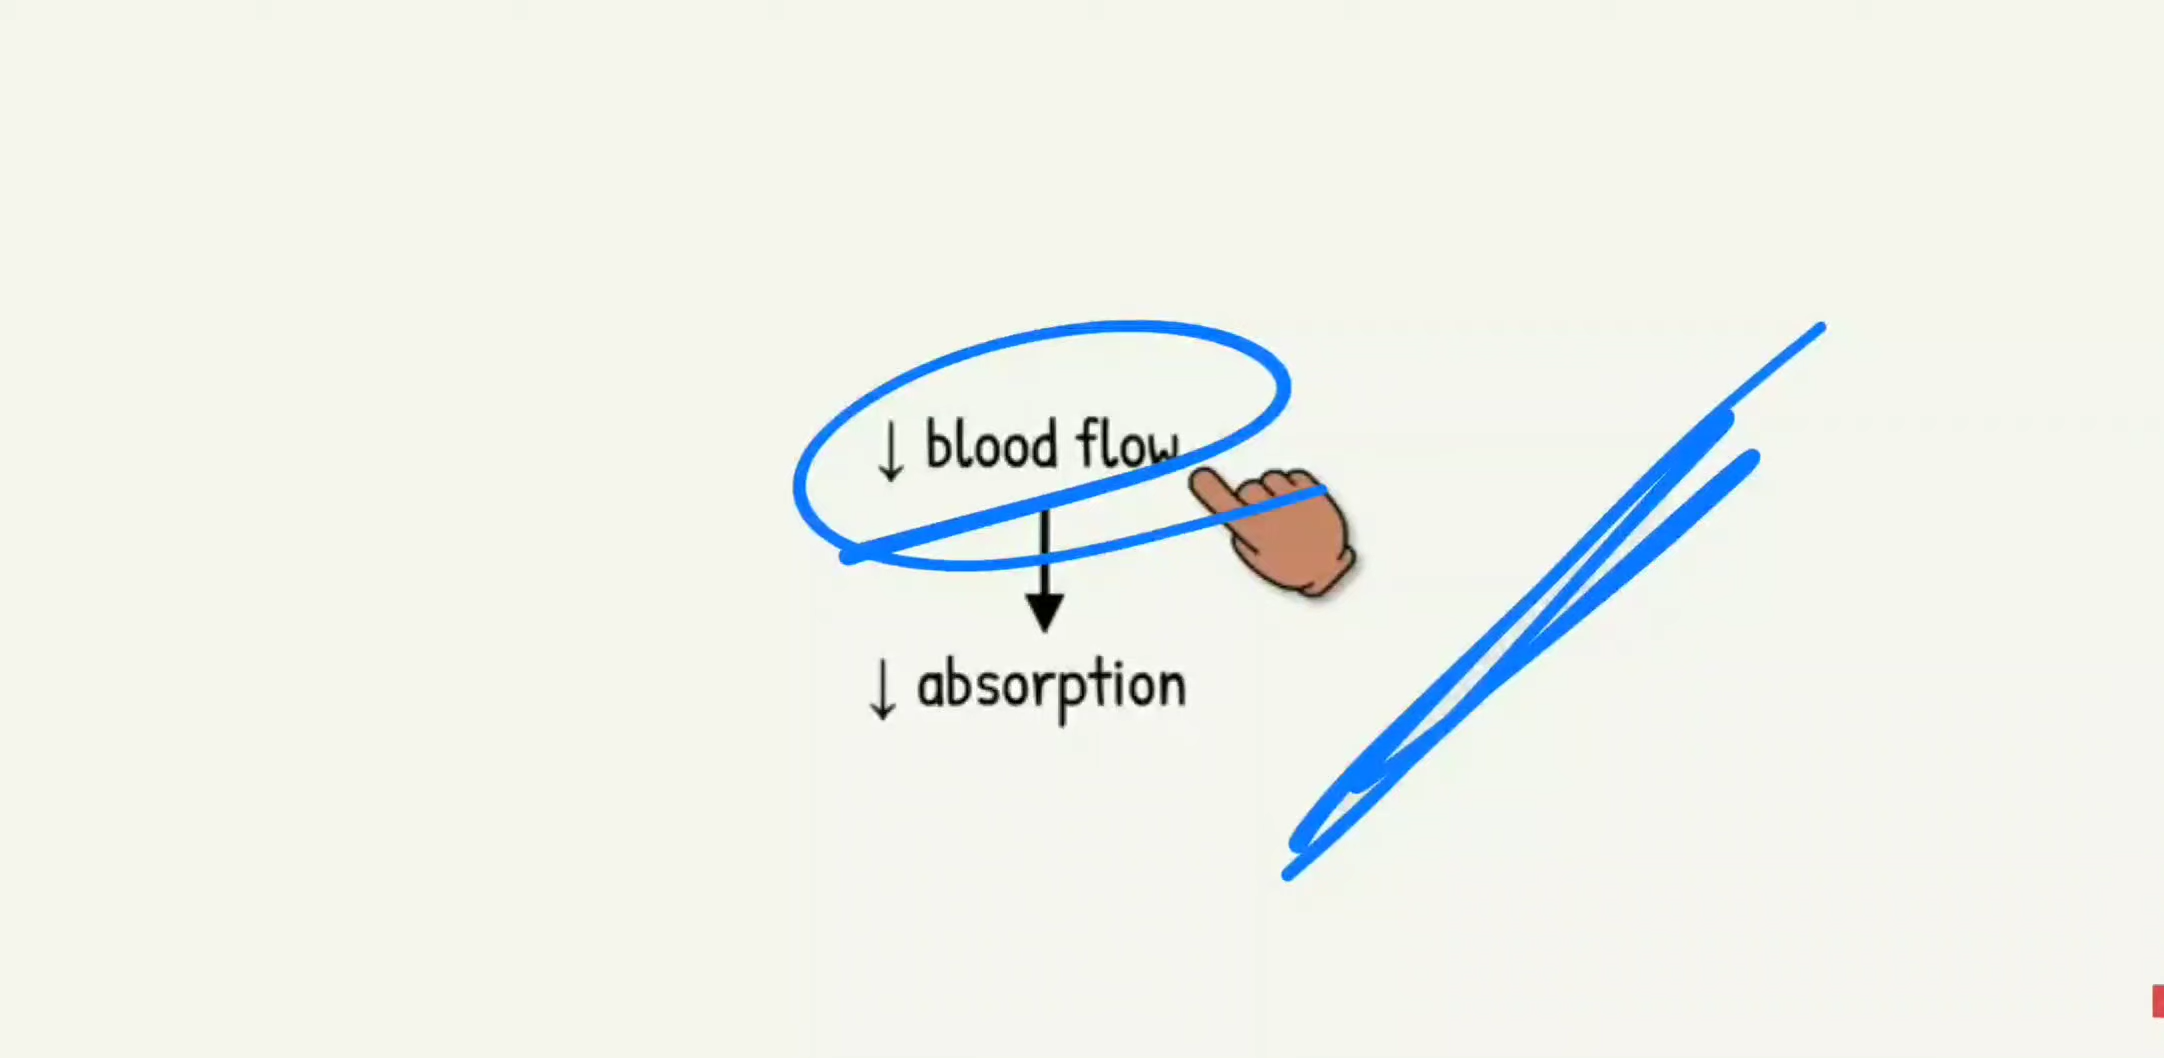 ↓ blood flow
↓ absorption